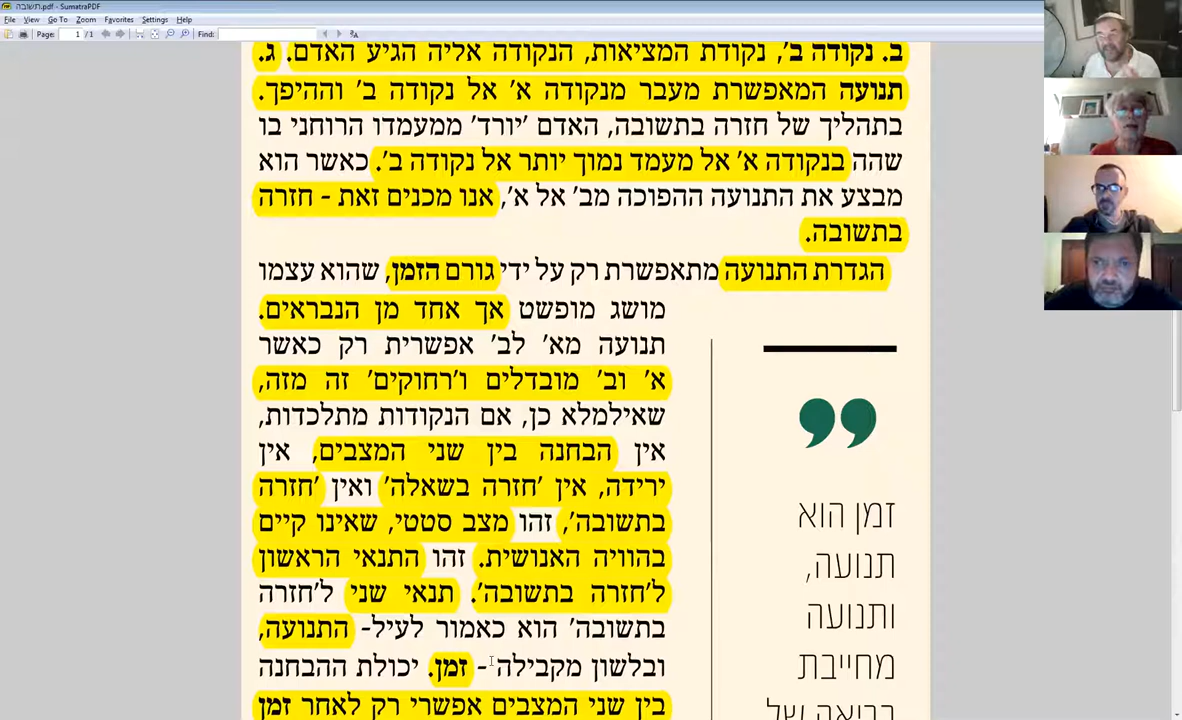 תשובה.pdf - SumatraPDF
File View Go To Zoom Favorites Settings Help
Page: 1 / 1 Find:
ב. נקודה ב', נקודת המציאות, הנקודה אליה הגיע האדם. ג.
תנועה המאפשרת מעבר מנקודה א' אל נקודה ב' וההיפך.
בתהליך של חזרה בתשובה, האדם 'יורד' ממעמדו הרוחני בו
שהה בנקודה א' אל מעמד נמוך יותר אל נקודה ב'. כאשר הוא
מבצע את התנועה ההפוכה מב' אל א', אנו מכנים זאת - חזרה
בתשובה.
הגדרת התנועה מתאפשרת רק על ידי גורם הזמן, שהוא עצמו
מושג מופשט אך אחד מן הנבראים.
תנועה מא' לב' אפשרית רק כאשר
א' וב' מובדלים ו'רחוקים' זה מזה,
שאילמלא כן, אם הנקודות מתלכדות,
אין הבחנה בין שני המצבים, אין
ירידה, אין 'חזרה בשאלה' ואין 'חזרה
בתשובה', זהו מצב סטטי, שאינו קיים
בהוויה האנושית. זהו התנאי הראשון
ל'חזרה בתשובה'. תנאי שני ל'חזרה
בתשובה' הוא כאמור לעיל- התנועה,
ובלשון מקבילה- זמן. יכולת ההבחנה
בין שני המצבים אפשרי רק לאחר זמן
זמן הוא
תנועה,
ותנועה
מחייבת
בריאה של